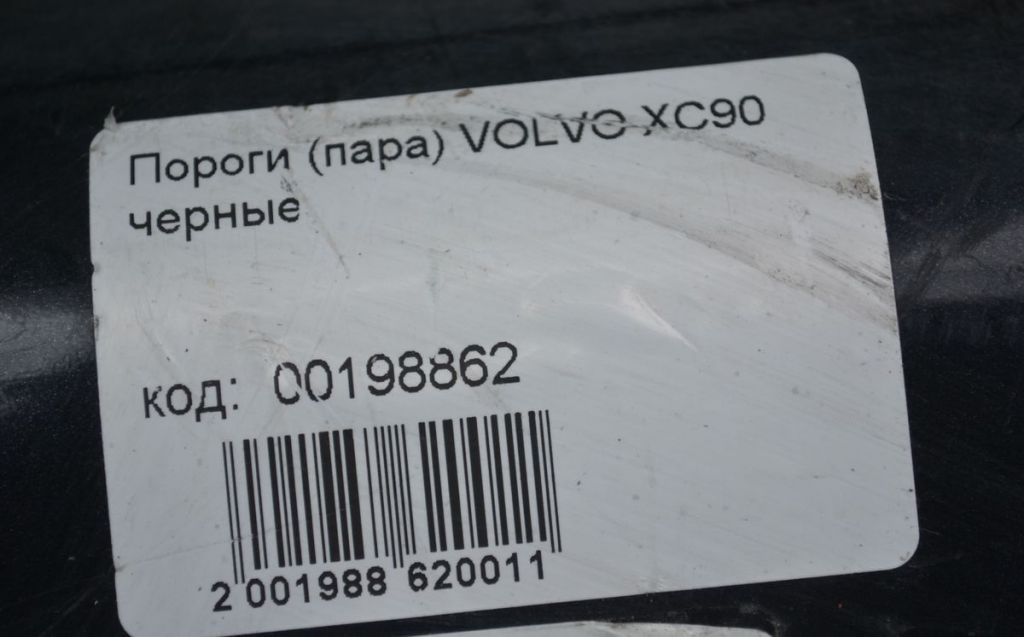 Пороги (пара) VOLVO XC90
черные
код: 00198862
2 001988 620011